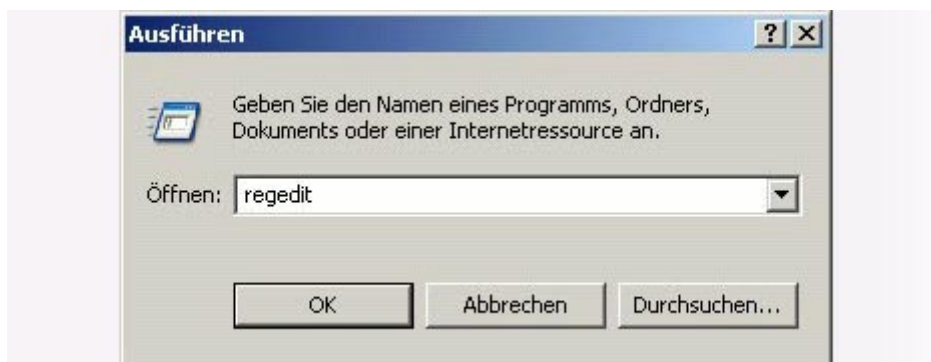 Ausführen
Geben Sie den Namen eines Programms, Ordners,
Dokuments oder einer Internetressource an.
Öffnen: regedit
OK Abbrechen Durchsuchen...